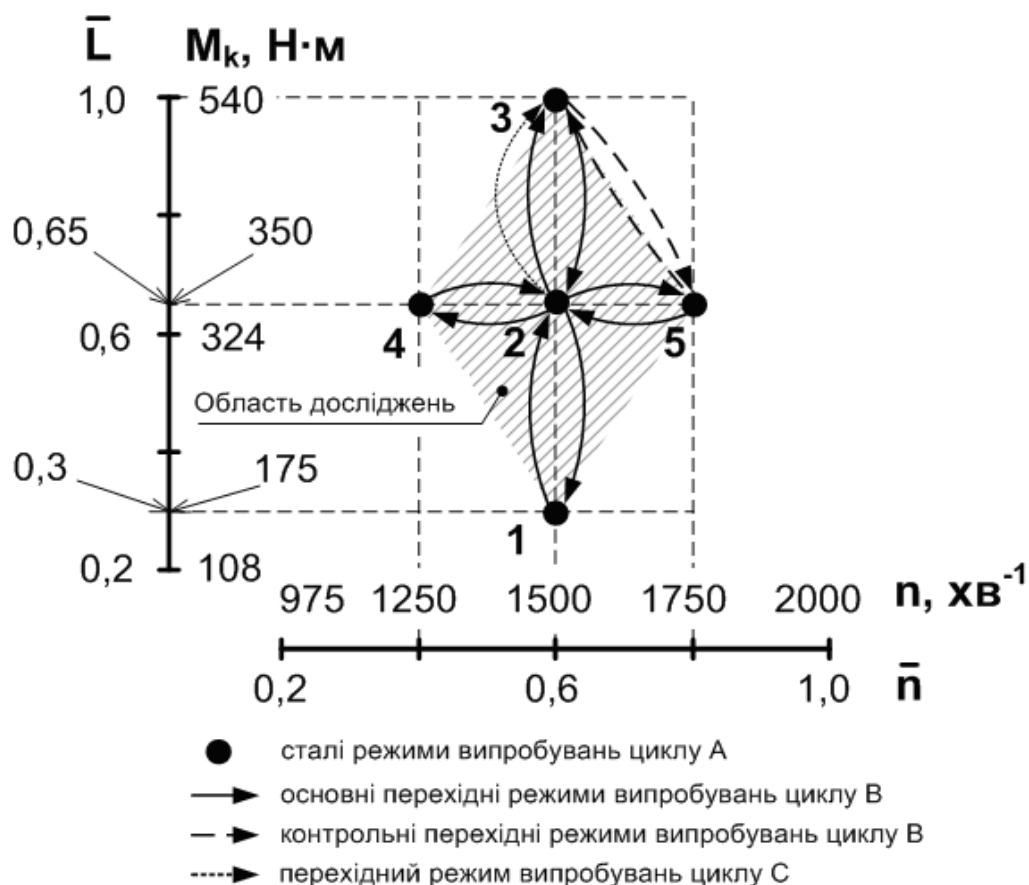 L̄ Mk, Н·м
1,0 540
3
0,65 350
0,6 324
4 2 5
Область досліджень
0,3 175
1
0,2 108
975 1250 1500 1750 2000 n, хв⁻¹
0,2 0,6 1,0 n̄
сталі режими випробувань циклу А
основні перехідні режими випробувань циклу В
контрольні перехідні режими випробувань циклу В
перехідний режим випробувань циклу С